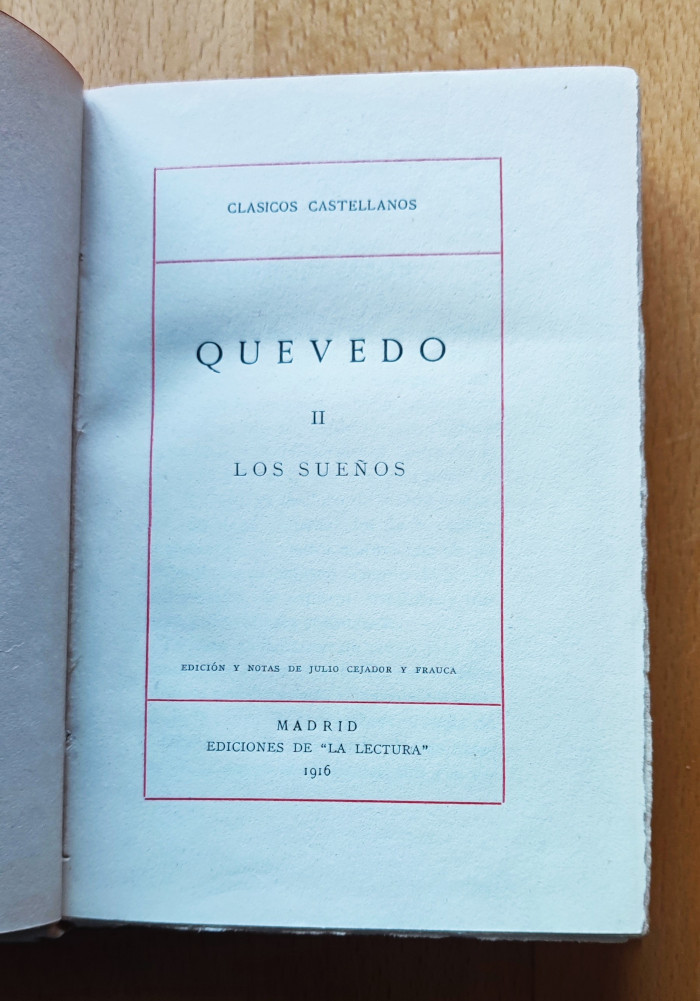 CLASICOS CASTELLANOS
QUEVEDO
II
LOS SUEÑOS
EDICIÓN Y NOTAS DE JULIO CEJADOR Y FRAUCA
MADRID
EDICIONES DE "LA LECTURA"
1916